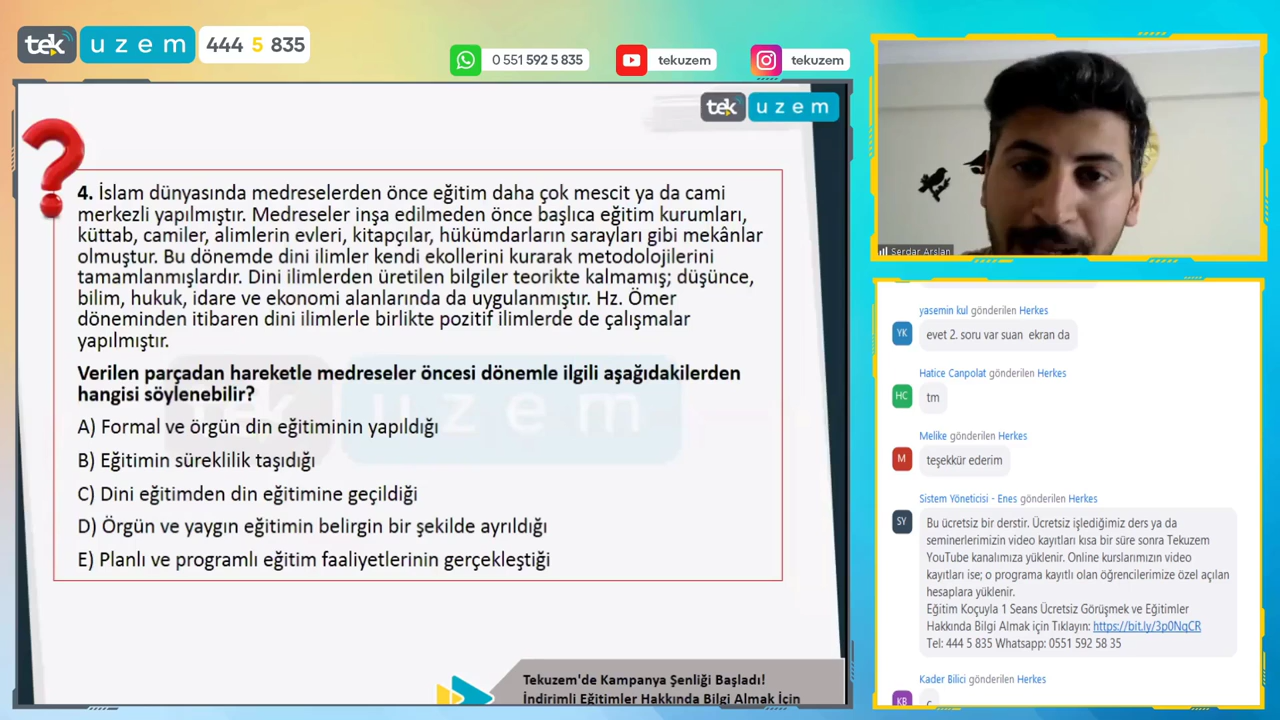 tek uzem 444 5 835
0 551 592 5 835
tekuzem
tekuzem
tek uzem
4. İslam dünyasında medreselerden önce eğitim daha çok mescit ya da cami
merkezli yapılmıştır. Medreseler inşa edilmeden önce başlıca eğitim kurumları,
küttab, camiler, alimlerin evleri, kitapçılar, hükümdarların sarayları gibi mekânlar
olmuştur. Bu dönemde dini ilimler kendi ekollerini kurarak metodolojilerini
tamamlanmışlardır. Dini ilimlerden üretilen bilgiler teorikte kalmamış; düşünce,
bilim, hukuk, idare ve ekonomi alanlarında da uygulanmıştır. Hz. Ömer
döneminden itibaren dini ilimlerle birlikte pozitif ilimlerde de çalışmalar
yapılmıştır.
Verilen parçadan hareketle medreseler öncesi dönemle ilgili aşağıdakilerden
hangisi söylenebilir?
A) Formal ve örgün din eğitiminin yapıldığı
B) Eğitimin süreklilik taşıdığı
C) Dini eğitimden din eğitimine geçildiği
D) Örgün ve yaygın eğitimin belirgin bir şekilde ayrıldığı
E) Planlı ve programlı eğitim faaliyetlerinin gerçekleştiği
tek uzem
Tekuzem'de Kampanya Şenliği Başladı!
İndirimli Eğitimler Hakkında Bilgi Almak İçin
Serdar Arslan
yasemin kul gönderilen Herkes
YK
evet 2. soru var suan ekran da
Hatice Canpolat gönderilen Herkes
HC
tm
Melike gönderilen Herkes
M
teşekkür ederim
Sistem Yöneticisi - Enes gönderilen Herkes
SY
Bu ücretsiz bir derstir. Ücretsiz işlediğimiz ders ya da
seminerlerimizin video kayıtları kısa bir süre sonra Tekuzem
YouTube kanalımıza yüklenir. Online kurslarımızın video
kayıtları ise; o programa kayıtlı olan öğrencilerimize özel açılan
hesaplara yüklenir.
Eğitim Koçuyla 1 Seans Ücretsiz Görüşmek ve Eğitimler
Hakkında Bilgi Almak için Tıklayın: https://bit.ly/3p0NqCR
Tel: 444 5 835 Whatsapp: 0551 592 58 35
Kader Bilici gönderilen Herkes
KB